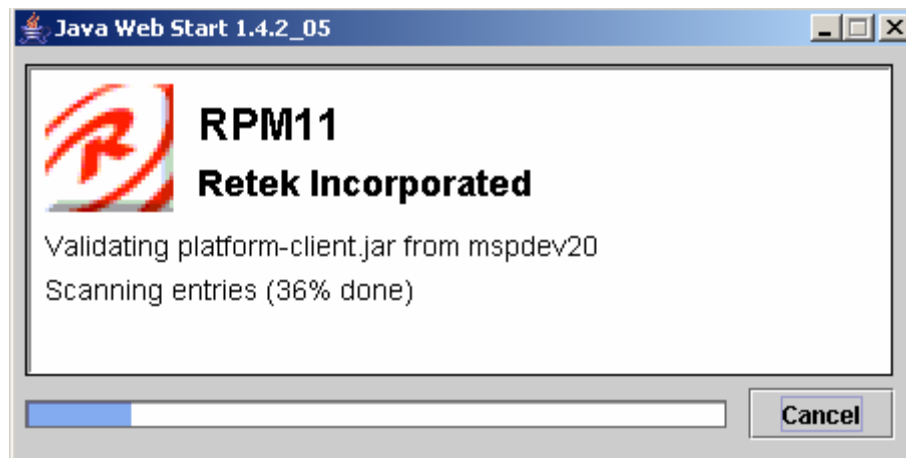 Java Web Start 1.4.2_05
R
RPM11
Retek Incorporated
Validating platform-client.jar from mspdev20
Scanning entries (36% done)
Cancel